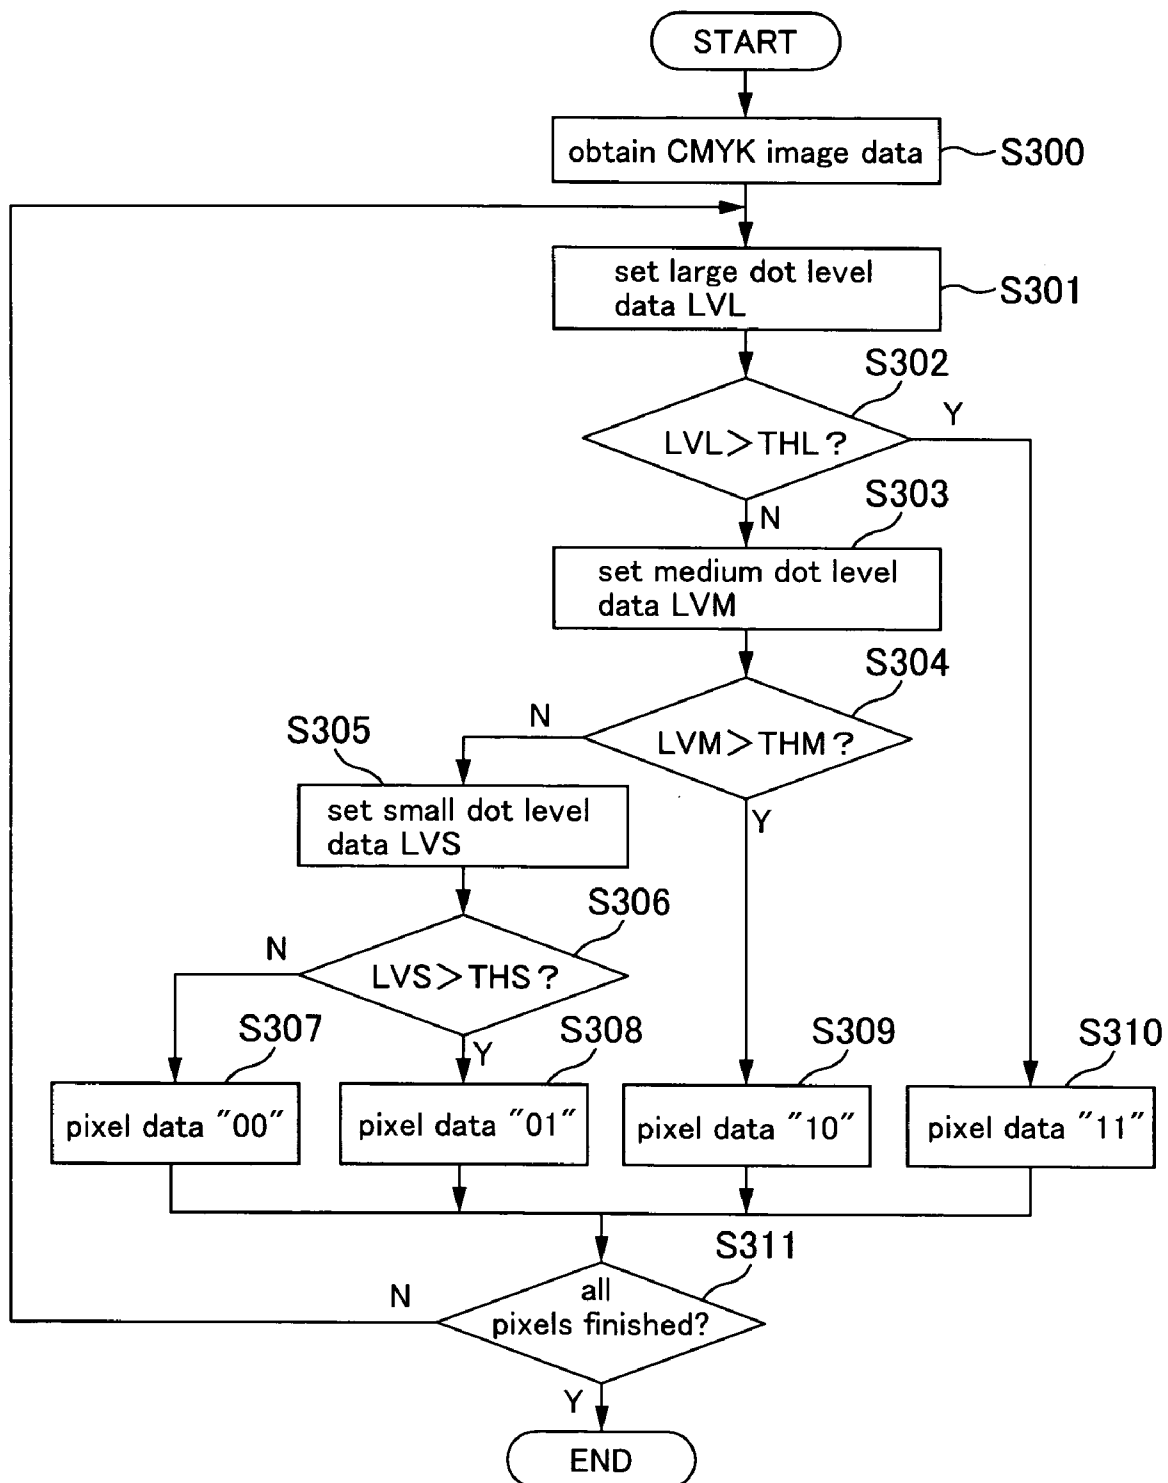 START
obtain CMYK image data
S300
set large dot level
data LVL
S301
S302
LVL>THL?
Y
N
S303
set medium dot level
data LVM
S304
LVM>THM?
N
Y
S305
set small dot level
data LVS
S306
LVS>THS?
N
Y
S307
S308
S309
S310
pixel data "00"
pixel data "01"
pixel data "10"
pixel data "11"
S311
all
pixels finished?
N
Y
END